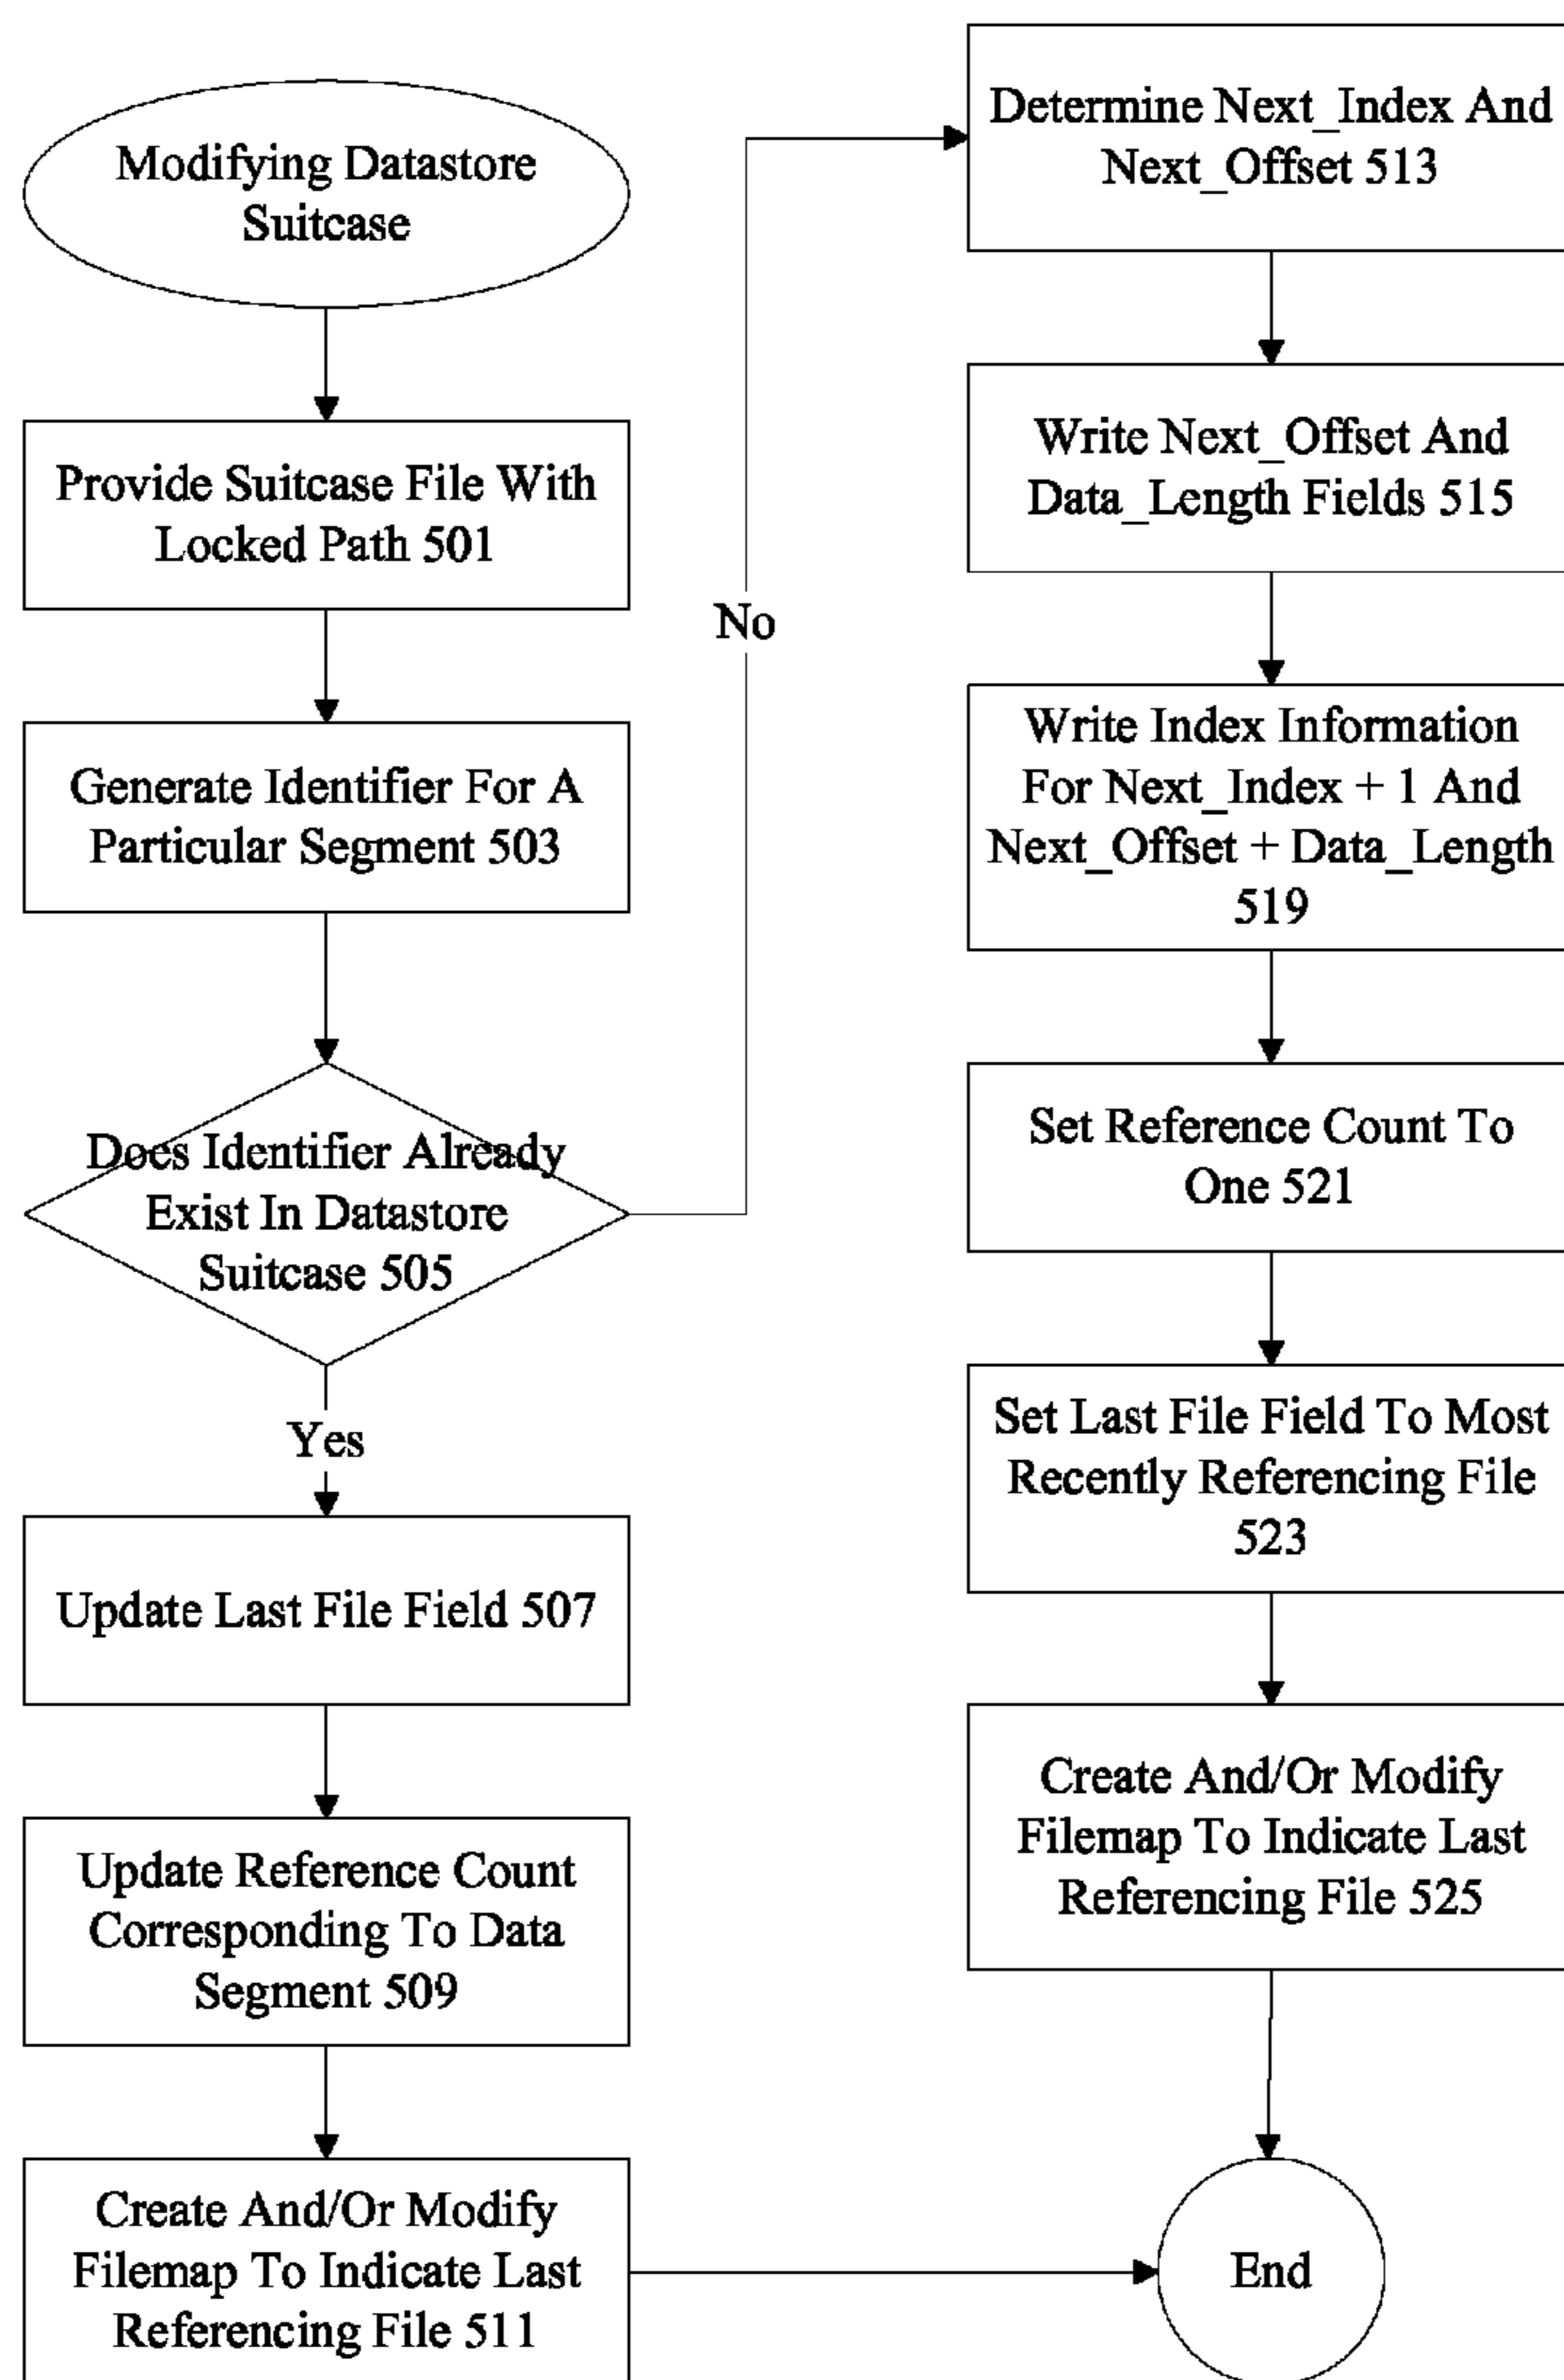 Modifying Datastore
Suitcase
Provide Suitcase File With
Locked Path 501
Generate Identifier For A
Particular Segment 503
Does Identifier Already
Exist In Datastore
Suitcase 505
Yes
Update Last File Field 507
Update Reference Count
Corresponding To Data
Segment 509
Create And/Or Modify
Filemap To Indicate Last
Referencing File 511
No
Determine Next_Index And
Next_Offset 513
Write Next_Offset And
Data_Length Fields 515
Write Index Information
For Next_Index + 1 And
Next_Offset + Data_Length
519
Set Reference Count To
One 521
Set Last File Field To Most
Recently Referencing File
523
Create And/Or Modify
Filemap To Indicate Last
Referencing File 525
End